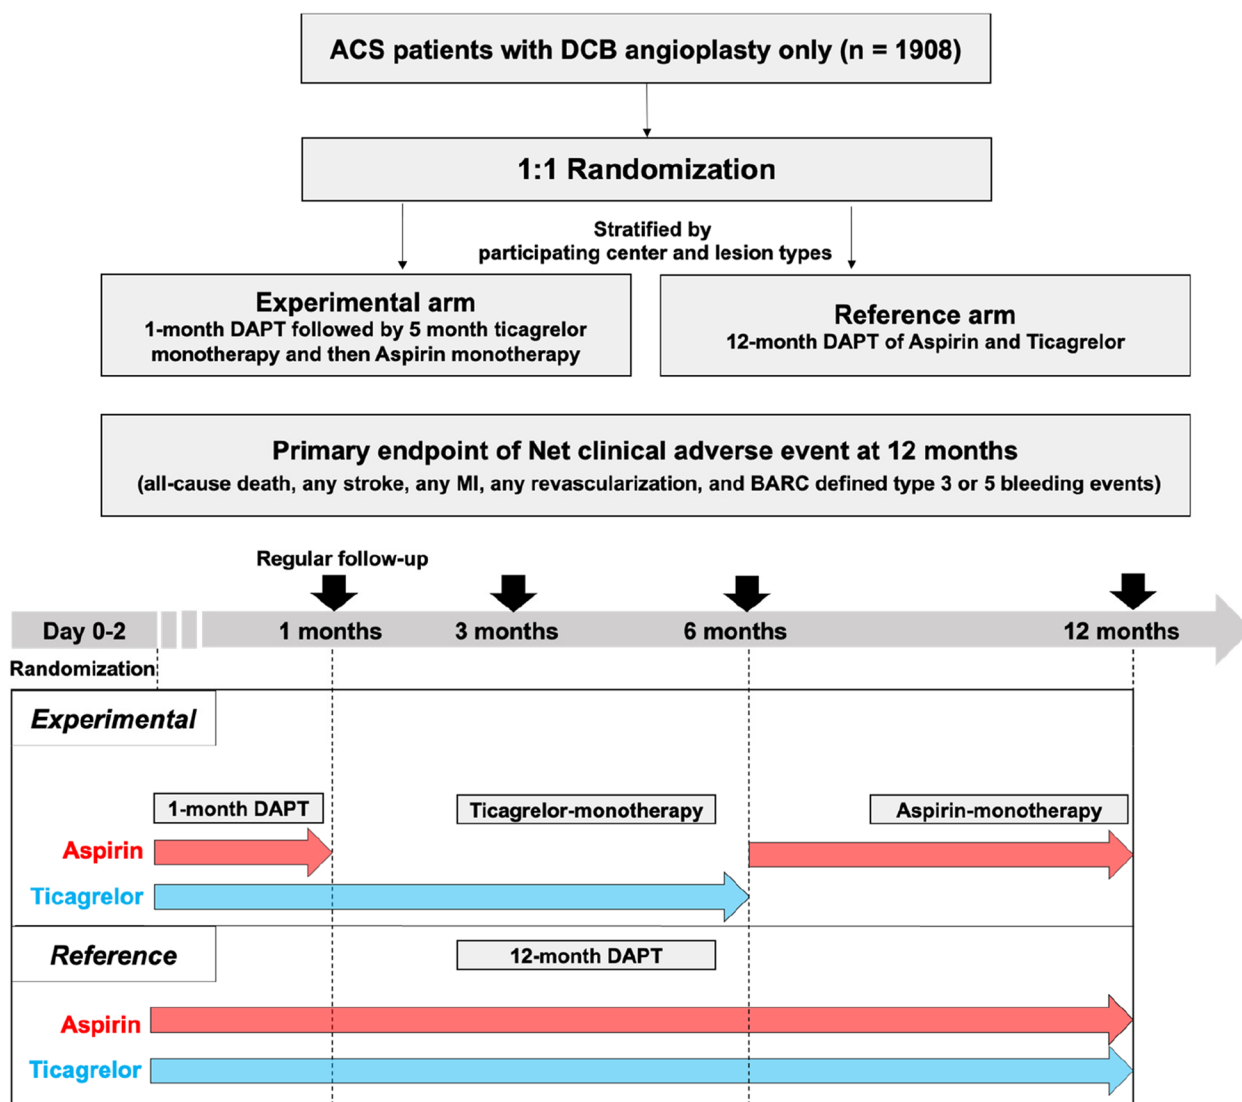 ACS patients with DCB angioplasty only (n = 1908)
1:1 Randomization
Stratified by
participating center and lesion types
Experimental arm
1-month DAPT followed by 5 month ticagrelor
monotherapy and then Aspirin monotherapy
Reference arm
12-month DAPT of Aspirin and Ticagrelor
Primary endpoint of Net clinical adverse event at 12 months
(all-cause death, any stroke, any MI, any revascularization, and BARC defined type 3 or 5 bleeding events)
Regular follow-up
Day 0-2
1 months
3 months
6 months
12 months
Randomization
Experimental
1-month DAPT
Ticagrelor-monotherapy
Aspirin-monotherapy
Aspirin
Ticagrelor
Reference
12-month DAPT
Aspirin
Ticagrelor